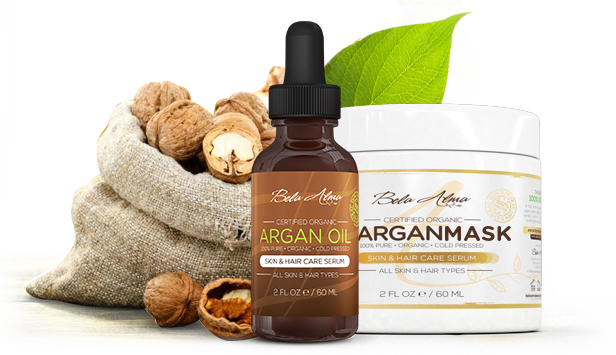 Bela Alma
CERTIFIED ORGANIC
ARGAN OIL
100% PURE • ORGANIC • COLD PRESSED
SKIN & HAIR CARE SERUM
ALL SKIN & HAIR TYPES
2 FL OZ e / 60 ML
Bela Alma
CERTIFIED ORGANIC
ARGANMASK
100% PURE • ORGANIC • COLD PRESSED
SKIN & HAIR CARE SERUM
ALL SKIN & HAIR TYPES
2 FL OZ e / 60 ML